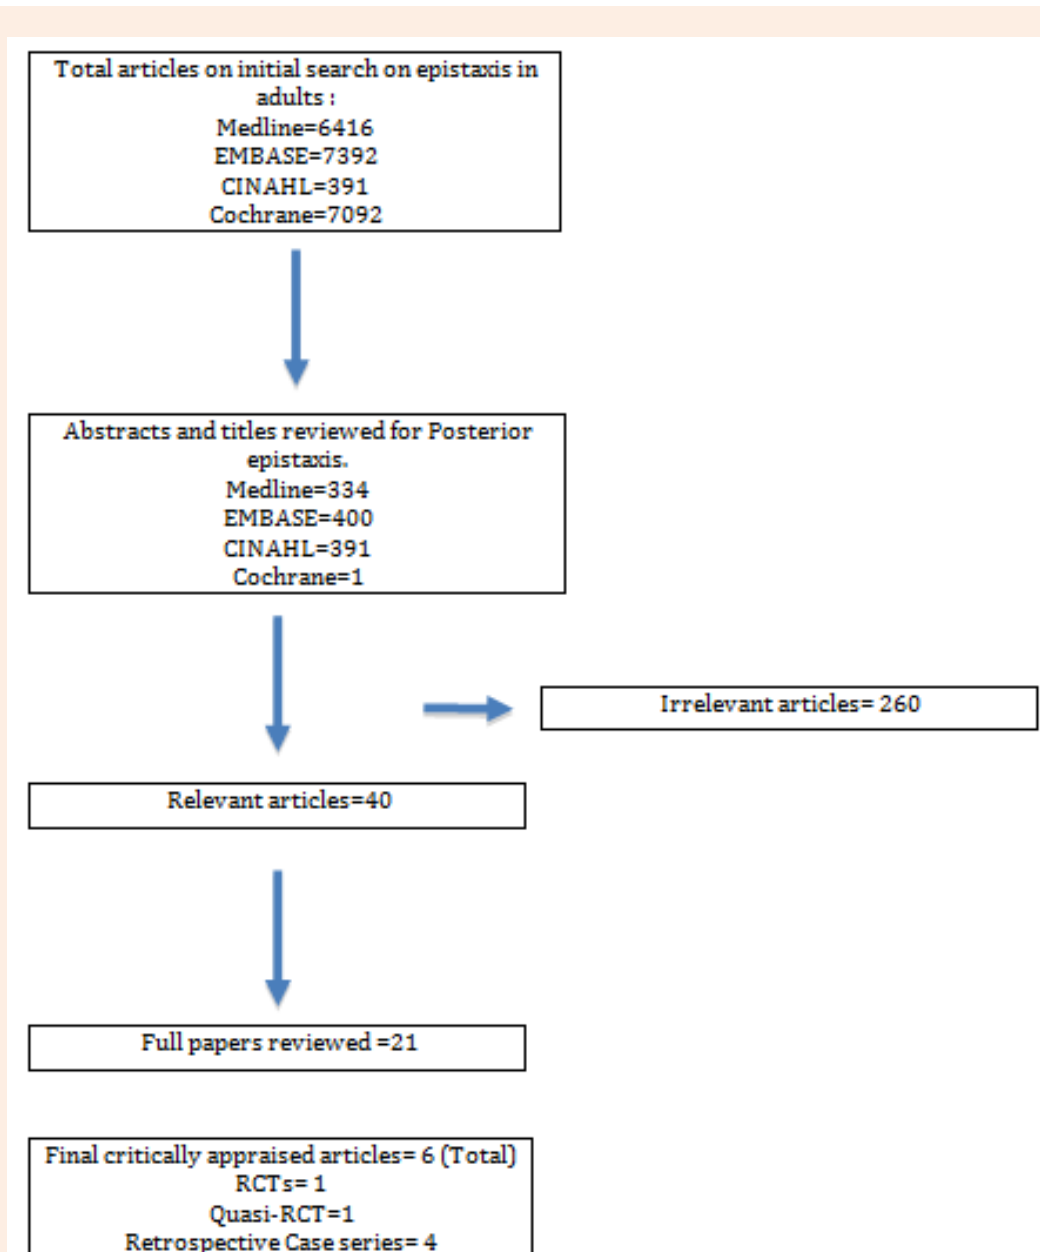 Total articles on initial search on epistaxis in
adults :
Medline=6416
EMBASE=7392
CINAHL=391
Cochrane=7092
Abstracts and titles reviewed for Posterior
epistaxis.
Medline=334
EMBASE=400
CINAHL=391
Cochrane=1
Irrelevant articles= 260
Relevant articles=40
Full papers reviewed =21
Final critically appraised articles= 6 (Total)
RCTs= 1
Quasi-RCT=1
Retrospective Case series= 4